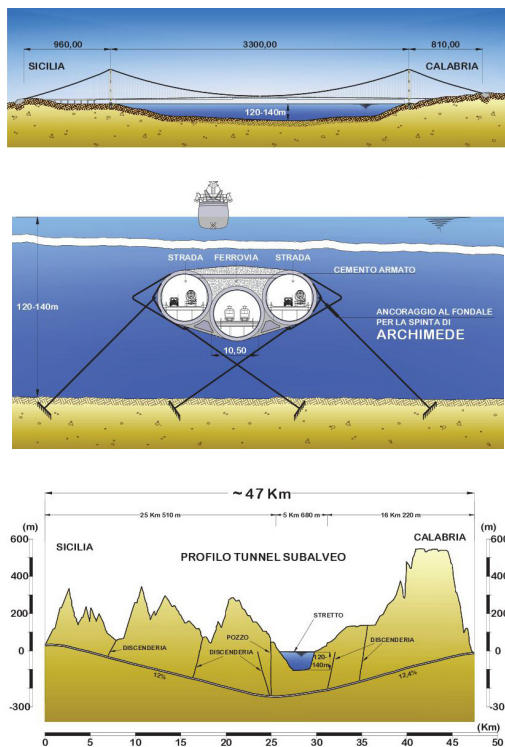 960,00 3300,00 810,00
SICILIA CALABRIA
120-140m
STRADA FERROVIA STRADA
CEMENTO ARMATO
120-140m
ANCORAGGIO AL FONDALE
PER LA SPINTA DI
ARCHIMEDE
10,50
~ 47 Km
25 Km 510 m 5 Km 680 m 16 Km 220 m
(m) (m)
600 SICILIA CALABRIA 600
PROFILO TUNNEL SUBALVEO
400 400
STRETTO
200 200
POZZO
DISCENDERIA DISCENDERIA
0 120- 0
DISCENDERIA 140m
12% 12,4%
-300 -300
(Km)
0 5 10 15 20 25 30 35 40 45 50